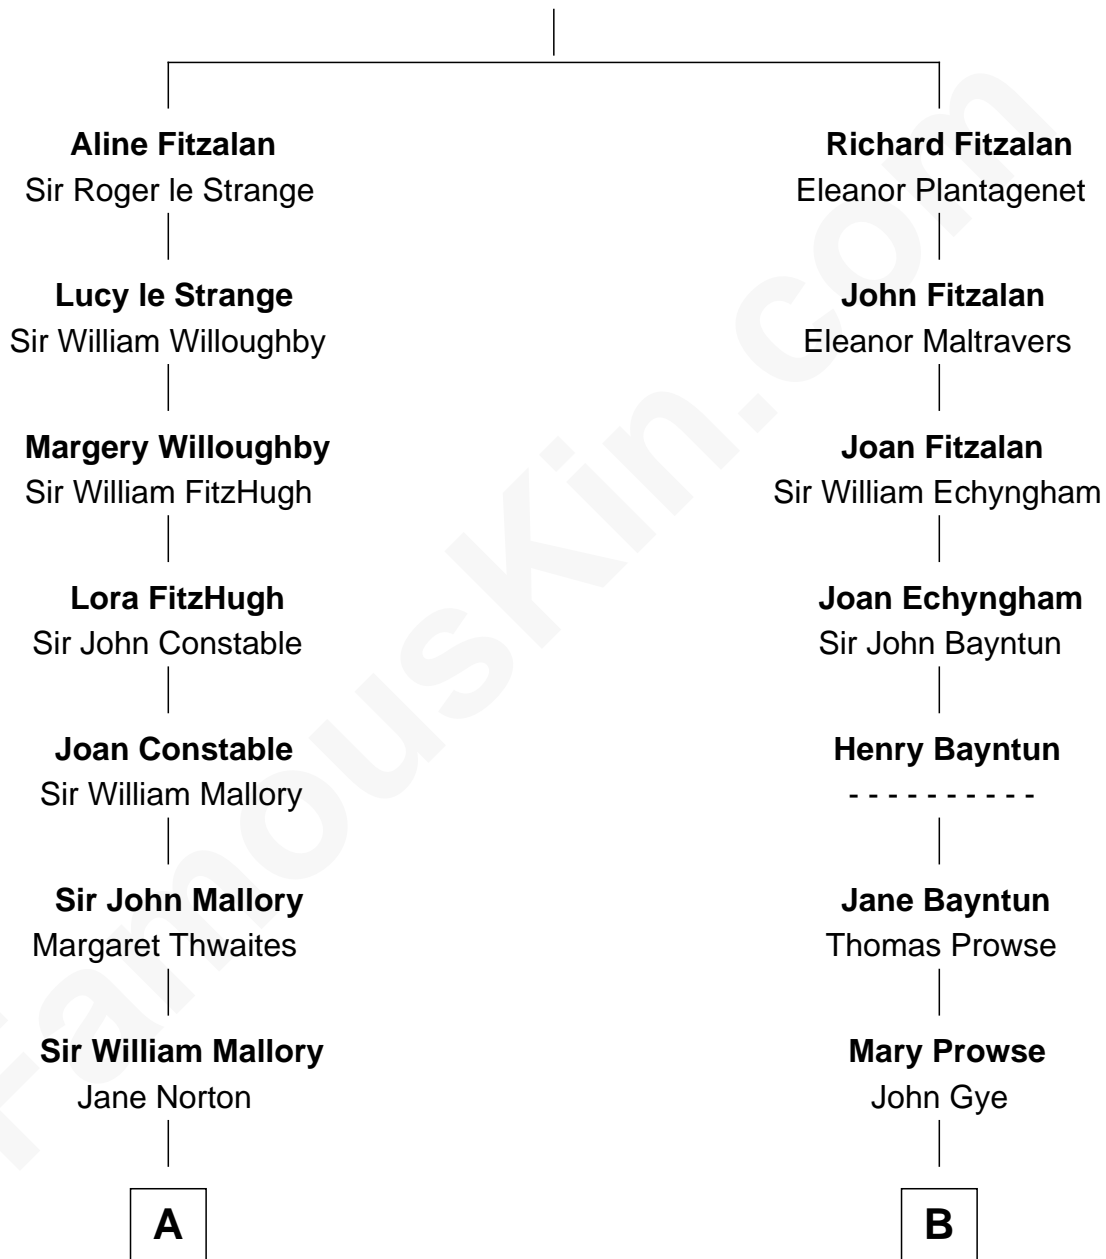 Aline Fitzalan
Sir Roger le Strange
Lucy le Strange
Sir William Willoughby
Margery Willoughby
Sir William FitzHugh
Lora FitzHugh
Sir John Constable
Joan Constable
Sir William Mallory
Sir John Mallory
Margaret Thwaites
Sir William Mallory
Jane Norton
A
Richard Fitzalan
Eleanor Plantagenet
John Fitzalan
Eleanor Maltravers
Joan Fitzalan
Sir William Echyngham
Joan Echyngham
Sir John Bayntun
Henry Bayntun
- - - - - - - - - -
Jane Bayntun
Thomas Prowse
Mary Prowse
John Gye
B
FamousKin.com